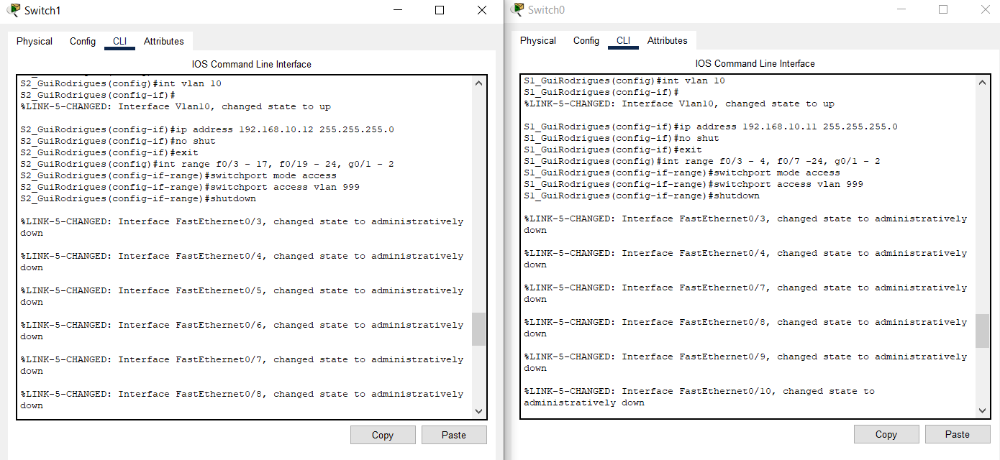 Switch1
Physical Config CLI Attributes
IOS Command Line Interface
S2_GuiRodrigues(config)#int vlan 10
S2_GuiRodrigues(config-if)#
%LINK-5-CHANGED: Interface Vlan10, changed state to up
S2_GuiRodrigues(config-if)#ip address 192.168.10.12 255.255.255.0
S2_GuiRodrigues(config-if)#no shut
S2_GuiRodrigues(config-if)#exit
S2_GuiRodrigues(config)#int range f0/3 - 17, f0/19 - 24, g0/1 - 2
S2_GuiRodrigues(config-if-range)#switchport mode access
S2_GuiRodrigues(config-if-range)#switchport access vlan 999
S2_GuiRodrigues(config-if-range)#shutdown
%LINK-5-CHANGED: Interface FastEthernet0/3, changed state to administratively
down
%LINK-5-CHANGED: Interface FastEthernet0/4, changed state to administratively
down
%LINK-5-CHANGED: Interface FastEthernet0/5, changed state to administratively
down
%LINK-5-CHANGED: Interface FastEthernet0/6, changed state to administratively
down
%LINK-5-CHANGED: Interface FastEthernet0/7, changed state to administratively
down
%LINK-5-CHANGED: Interface FastEthernet0/8, changed state to administratively
down
Copy Paste
Switch0
Physical Config CLI Attributes
IOS Command Line Interface
S1_GuiRodrigues(config)#int vlan 10
S1_GuiRodrigues(config-if)#
%LINK-5-CHANGED: Interface Vlan10, changed state to up
S1_GuiRodrigues(config-if)#ip address 192.168.10.11 255.255.255.0
S1_GuiRodrigues(config-if)#no shut
S1_GuiRodrigues(config-if)#exit
S1_GuiRodrigues(config)#int range f0/3 - 4, f0/7 -24, g0/1 - 2
S1_GuiRodrigues(config-if-range)#switchport mode access
S1_GuiRodrigues(config-if-range)#switchport access vlan 999
S1_GuiRodrigues(config-if-range)#shutdown
%LINK-5-CHANGED: Interface FastEthernet0/3, changed state to administratively
down
%LINK-5-CHANGED: Interface FastEthernet0/4, changed state to administratively
down
%LINK-5-CHANGED: Interface FastEthernet0/7, changed state to administratively
down
%LINK-5-CHANGED: Interface FastEthernet0/8, changed state to administratively
down
%LINK-5-CHANGED: Interface FastEthernet0/9, changed state to administratively
down
%LINK-5-CHANGED: Interface FastEthernet0/10, changed state to
administratively down
Copy Paste